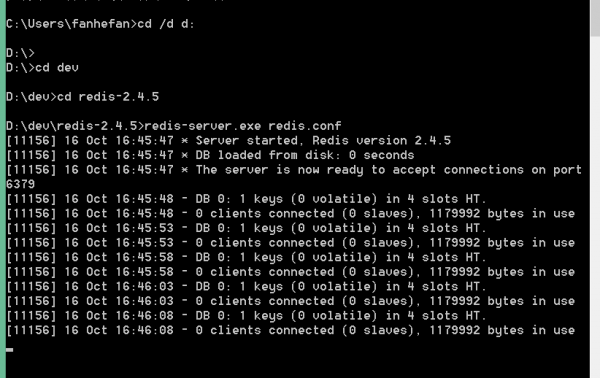 C:\Users\fanhefan>cd /d d:
D:\>
D:\>cd dev
D:\dev>cd redis-2.4.5
D:\dev\redis-2.4.5>redis-server.exe redis.conf
[11156] 16 Oct 16:45:47 * Server started, Redis version 2.4.5
[11156] 16 Oct 16:45:47 * DB loaded from disk: 0 seconds
[11156] 16 Oct 16:45:47 * The server is now ready to accept connections on port
6379
[11156] 16 Oct 16:45:48 - DB 0: 1 keys (0 volatile) in 4 slots HT.
[11156] 16 Oct 16:45:48 - 0 clients connected (0 slaves), 1179992 bytes in use
[11156] 16 Oct 16:45:53 - DB 0: 1 keys (0 volatile) in 4 slots HT.
[11156] 16 Oct 16:45:53 - 0 clients connected (0 slaves), 1179992 bytes in use
[11156] 16 Oct 16:45:58 - DB 0: 1 keys (0 volatile) in 4 slots HT.
[11156] 16 Oct 16:45:58 - 0 clients connected (0 slaves), 1179992 bytes in use
[11156] 16 Oct 16:46:03 - DB 0: 1 keys (0 volatile) in 4 slots HT.
[11156] 16 Oct 16:46:03 - 0 clients connected (0 slaves), 1179992 bytes in use
[11156] 16 Oct 16:46:08 - DB 0: 1 keys (0 volatile) in 4 slots HT.
[11156] 16 Oct 16:46:08 - 0 clients connected (0 slaves), 1179992 bytes in use